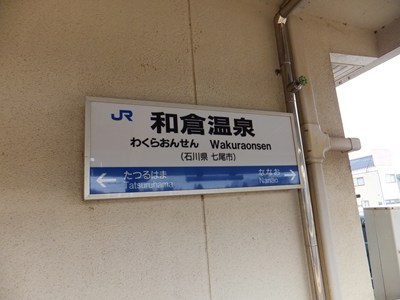 JR 和倉温泉
わくらおんせん Wakuraonsen
(石川県 七尾市)
← たつるはま ななお →
Tatsuruhama Nanao